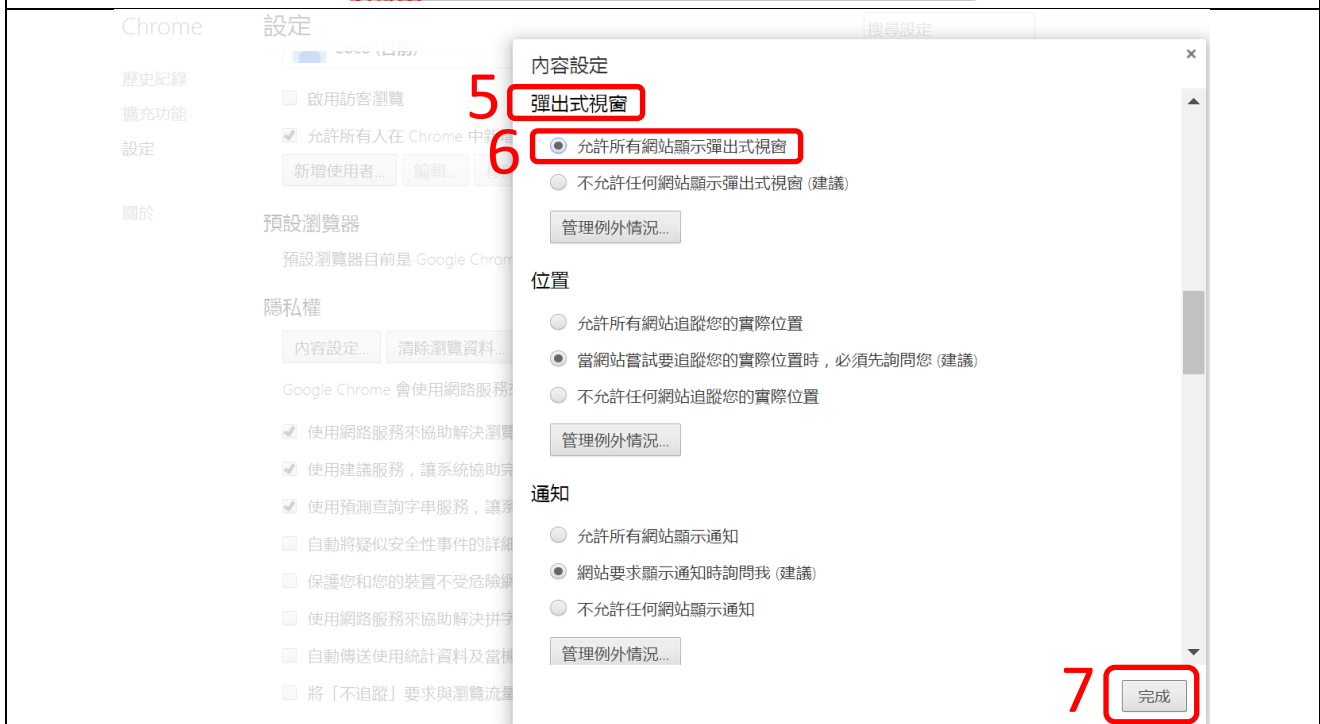 Chrome
設定
搜尋設定
歷史紀錄
擴充功能
設定
關於
啟用訪客瀏覽
允許所有人在 Chrome 中新增
新增使用者...
編輯...
預設瀏覽器
預設瀏覽器目前是 Google Chrom
隱私權
內容設定...
清除瀏覽資料...
Google Chrome 會使用網路服務
使用網路服務來協助解決瀏覽
使用建議服務，讓系統協助完
使用預測查詢字串服務，讓系
自動將疑似安全性事件的詳細
保護您和您的裝置不受危險網
使用網路服務來協助解決拼字
自動傳送使用統計資料及當機
將「不追蹤」要求與瀏覽流量
內容設定
×
5
彈出式視窗
6
允許所有網站顯示彈出式視窗
不允許任何網站顯示彈出式視窗 (建議)
管理例外情況...
位置
允許所有網站追蹤您的實際位置
當網站嘗試要追蹤您的實際位置時，必須先詢問您 (建議)
不允許任何網站追蹤您的實際位置
管理例外情況...
通知
允許所有網站顯示通知
網站要求顯示通知時詢問我 (建議)
不允許任何網站顯示通知
管理例外情況...
7
完成